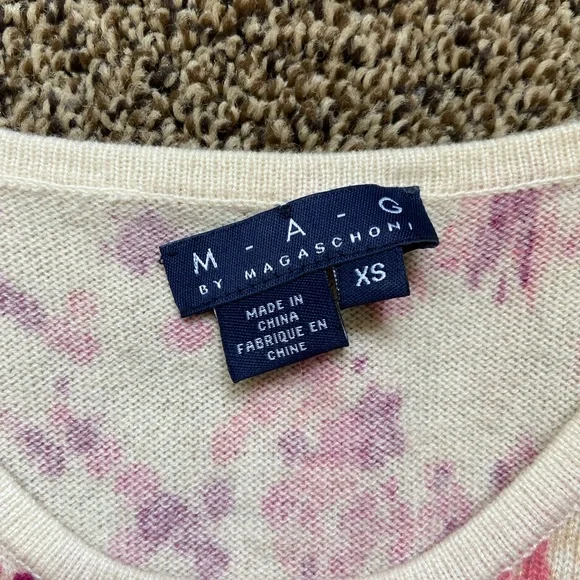 M - A - G
BY MAGASCHONI
XS
MADE IN
CHINA
FABRIQUE EN
CHINE